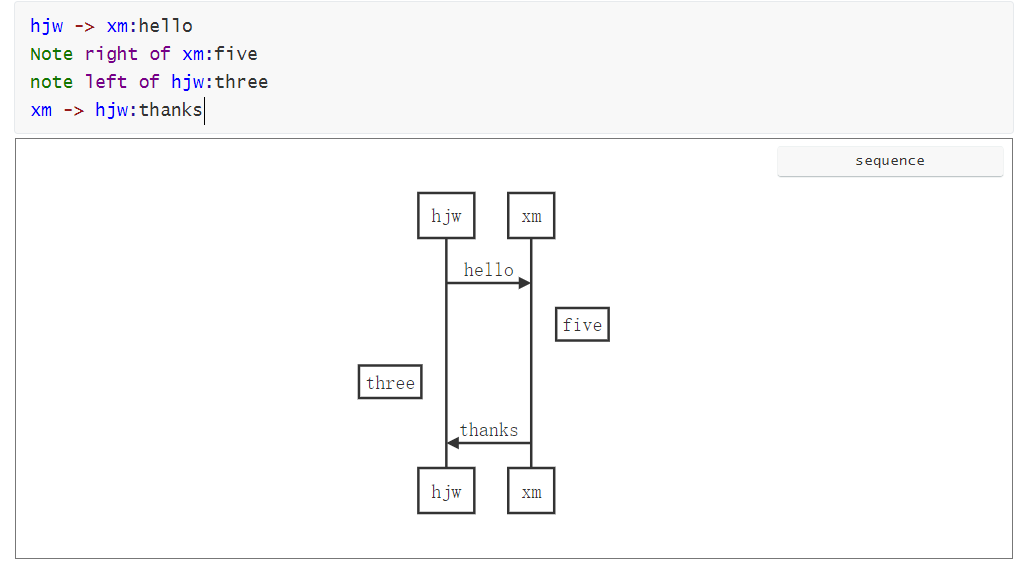 hjw -> xm:hello
Note right of xm:five
note left of hjw:three
xm -> hjw:thanks
sequence
hjw xm
hello
five
three
thanks
hjw xm